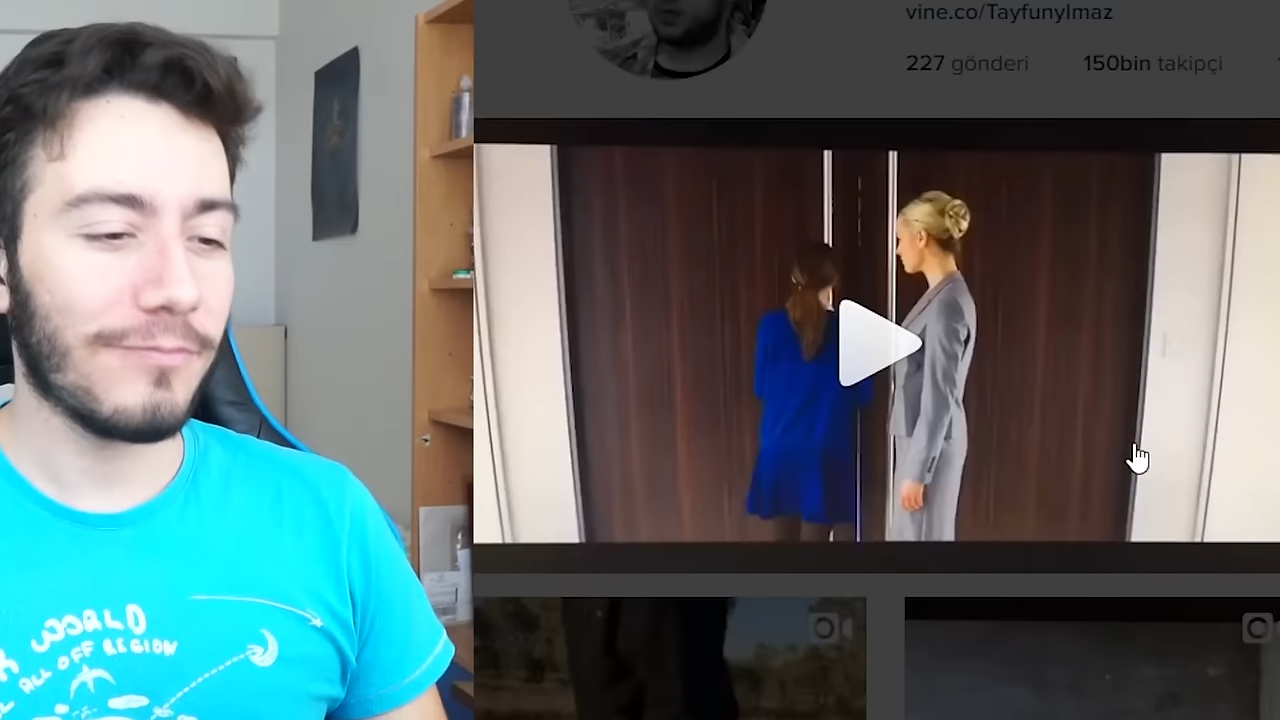 vine.co/Tayfunylmaz
227 gönderi 150bin takipçi
WORLD
ALL OFF REGION